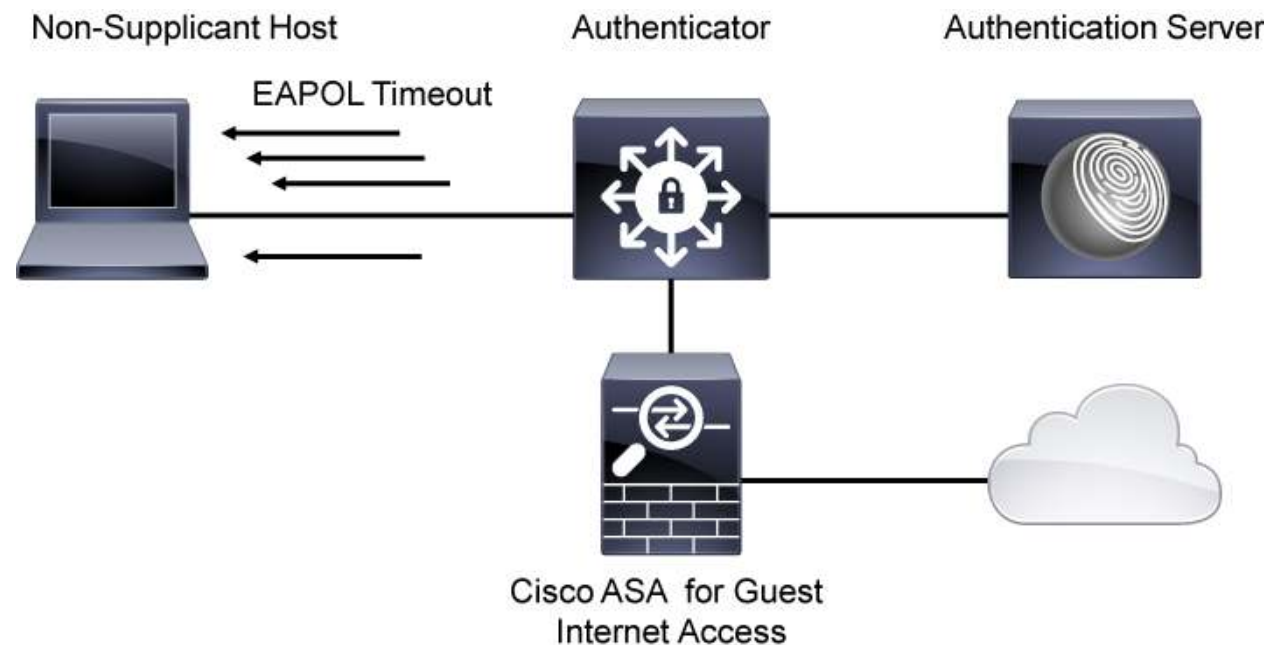 Non-Supplicant Host
Authenticator
Authentication Server
EAPOL Timeout
Cisco ASA for Guest
Internet Access